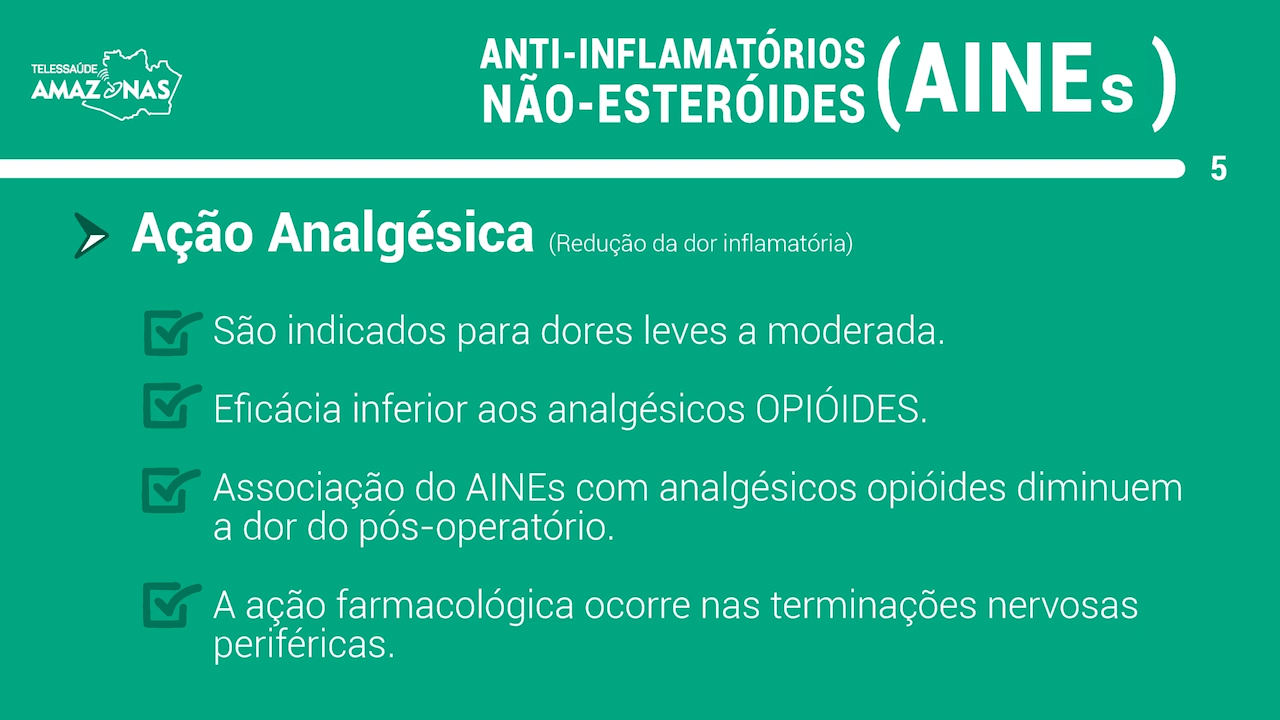 TELESSAÚDE
AMAZONAS
ANTI-INFLAMATÓRIOS
NÃO-ESTERÓIDES
(AINEs)
5
Ação Analgésica (Redução da dor inflamatória)
São indicados para dores leves a moderada.
Eficácia inferior aos analgésicos OPIÓIDES.
Associação do AINEs com analgésicos opióides diminuem
a dor do pós-operatório.
A ação farmacológica ocorre nas terminações nervosas
periféricas.